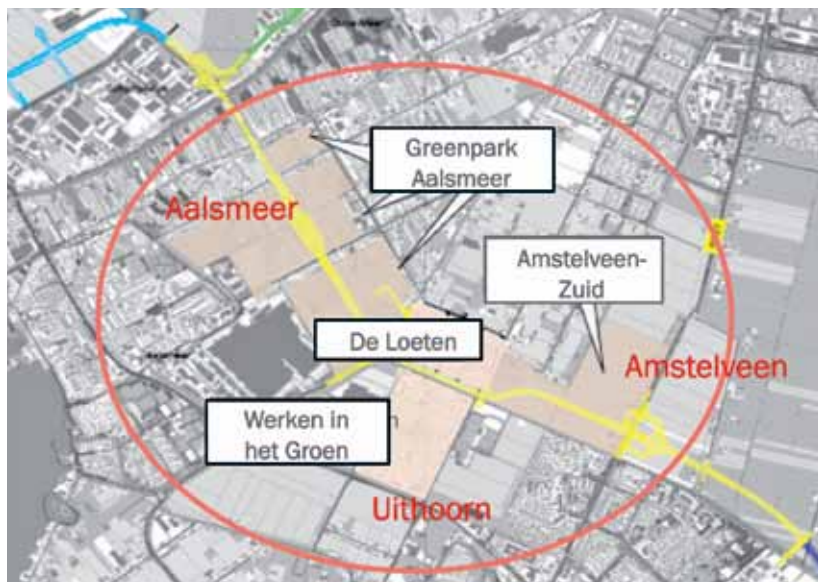 Greenpark
Aalsmeer
Aalsmeer
Amstelveen-
Zuid
De Loeten
Amstelveen
Werken in
het Groen
Uithoorn